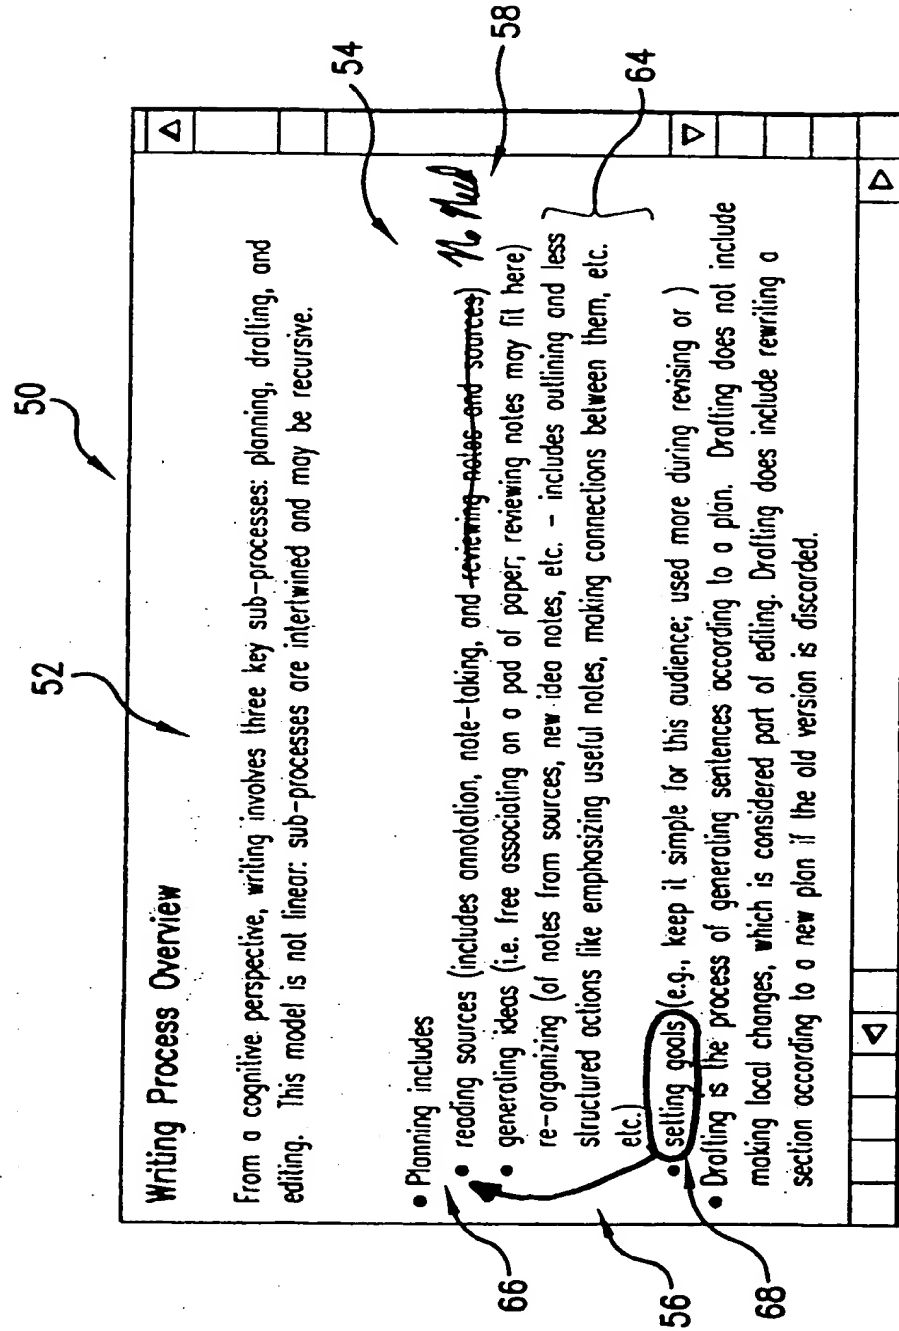 50
52
54
Writing Process Overview
From a cognitive perspective, writing involves three key sub-processes: planning, drafting, and
editing. This model is not linear: sub-processes are intertwined and may be recursive.
• Planning includes
• reading sources (includes annotation, note-taking, and reviewing notes and sources)
58
• generating ideas (i.e. free associating on a pad of paper; reviewing notes may fit here)
re-organizing (of notes from sources, new idea notes, etc. - includes outlining and less
structured actions like emphasizing useful notes, making connections between them, etc.
etc.)
64
• setting goals (e.g., keep it simple for this audience; used more during revising or )
• Drafting is the process of generating sentences according to a plan. Drafting does not include
making local changes, which is considered part of editing. Drafting does include rewriting a
section according to a new plan if the old version is discarded.
66
56
68